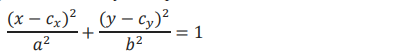 (x − c_x)²/a² + (y − c_y)²/b² = 1